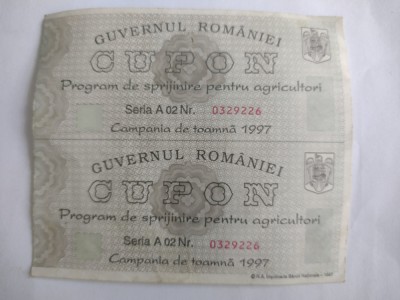 GUVERNUL ROMÂNIEI
CUPON
Program de sprijinire pentru agricultori
Seria A 02 Nr. 0329226
Campania de toamnă 1997
GUVERNUL ROMÂNIEI
CUPON
Program de sprijinire pentru agricultori
Seria A 02 Nr. 0329226
Campania de toamnă 1997